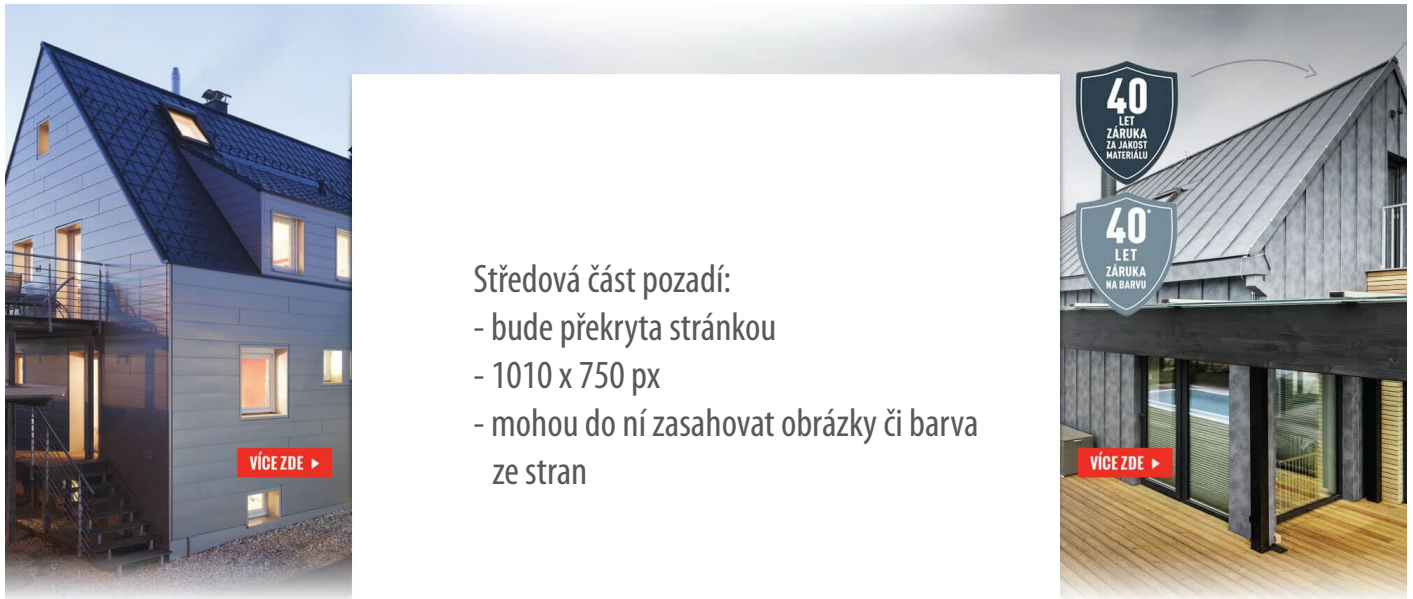 40
LET
ZÁRUKA
ZA JAKOST
MATERIÁLU
40*
LET
ZÁRUKA
NA BARVU
Středová část pozadí:
- bude překryta stránkou
- 1010 x 750 px
- mohou do ní zasahovat obrázky či barva
ze stran
VÍCE ZDE
VÍCE ZDE